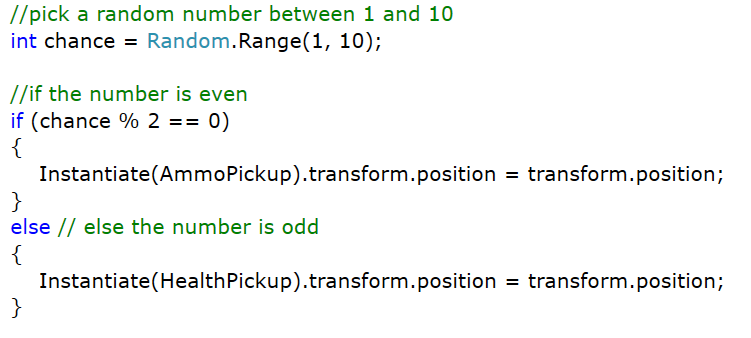 //pick a random number between 1 and 10
int chance = Random.Range(1, 10);
//if the number is even
if (chance % 2 == 0)
{
Instantiate(AmmoPickup).transform.position = transform.position;
}
else // else the number is odd
{
Instantiate(HealthPickup).transform.position = transform.position;
}